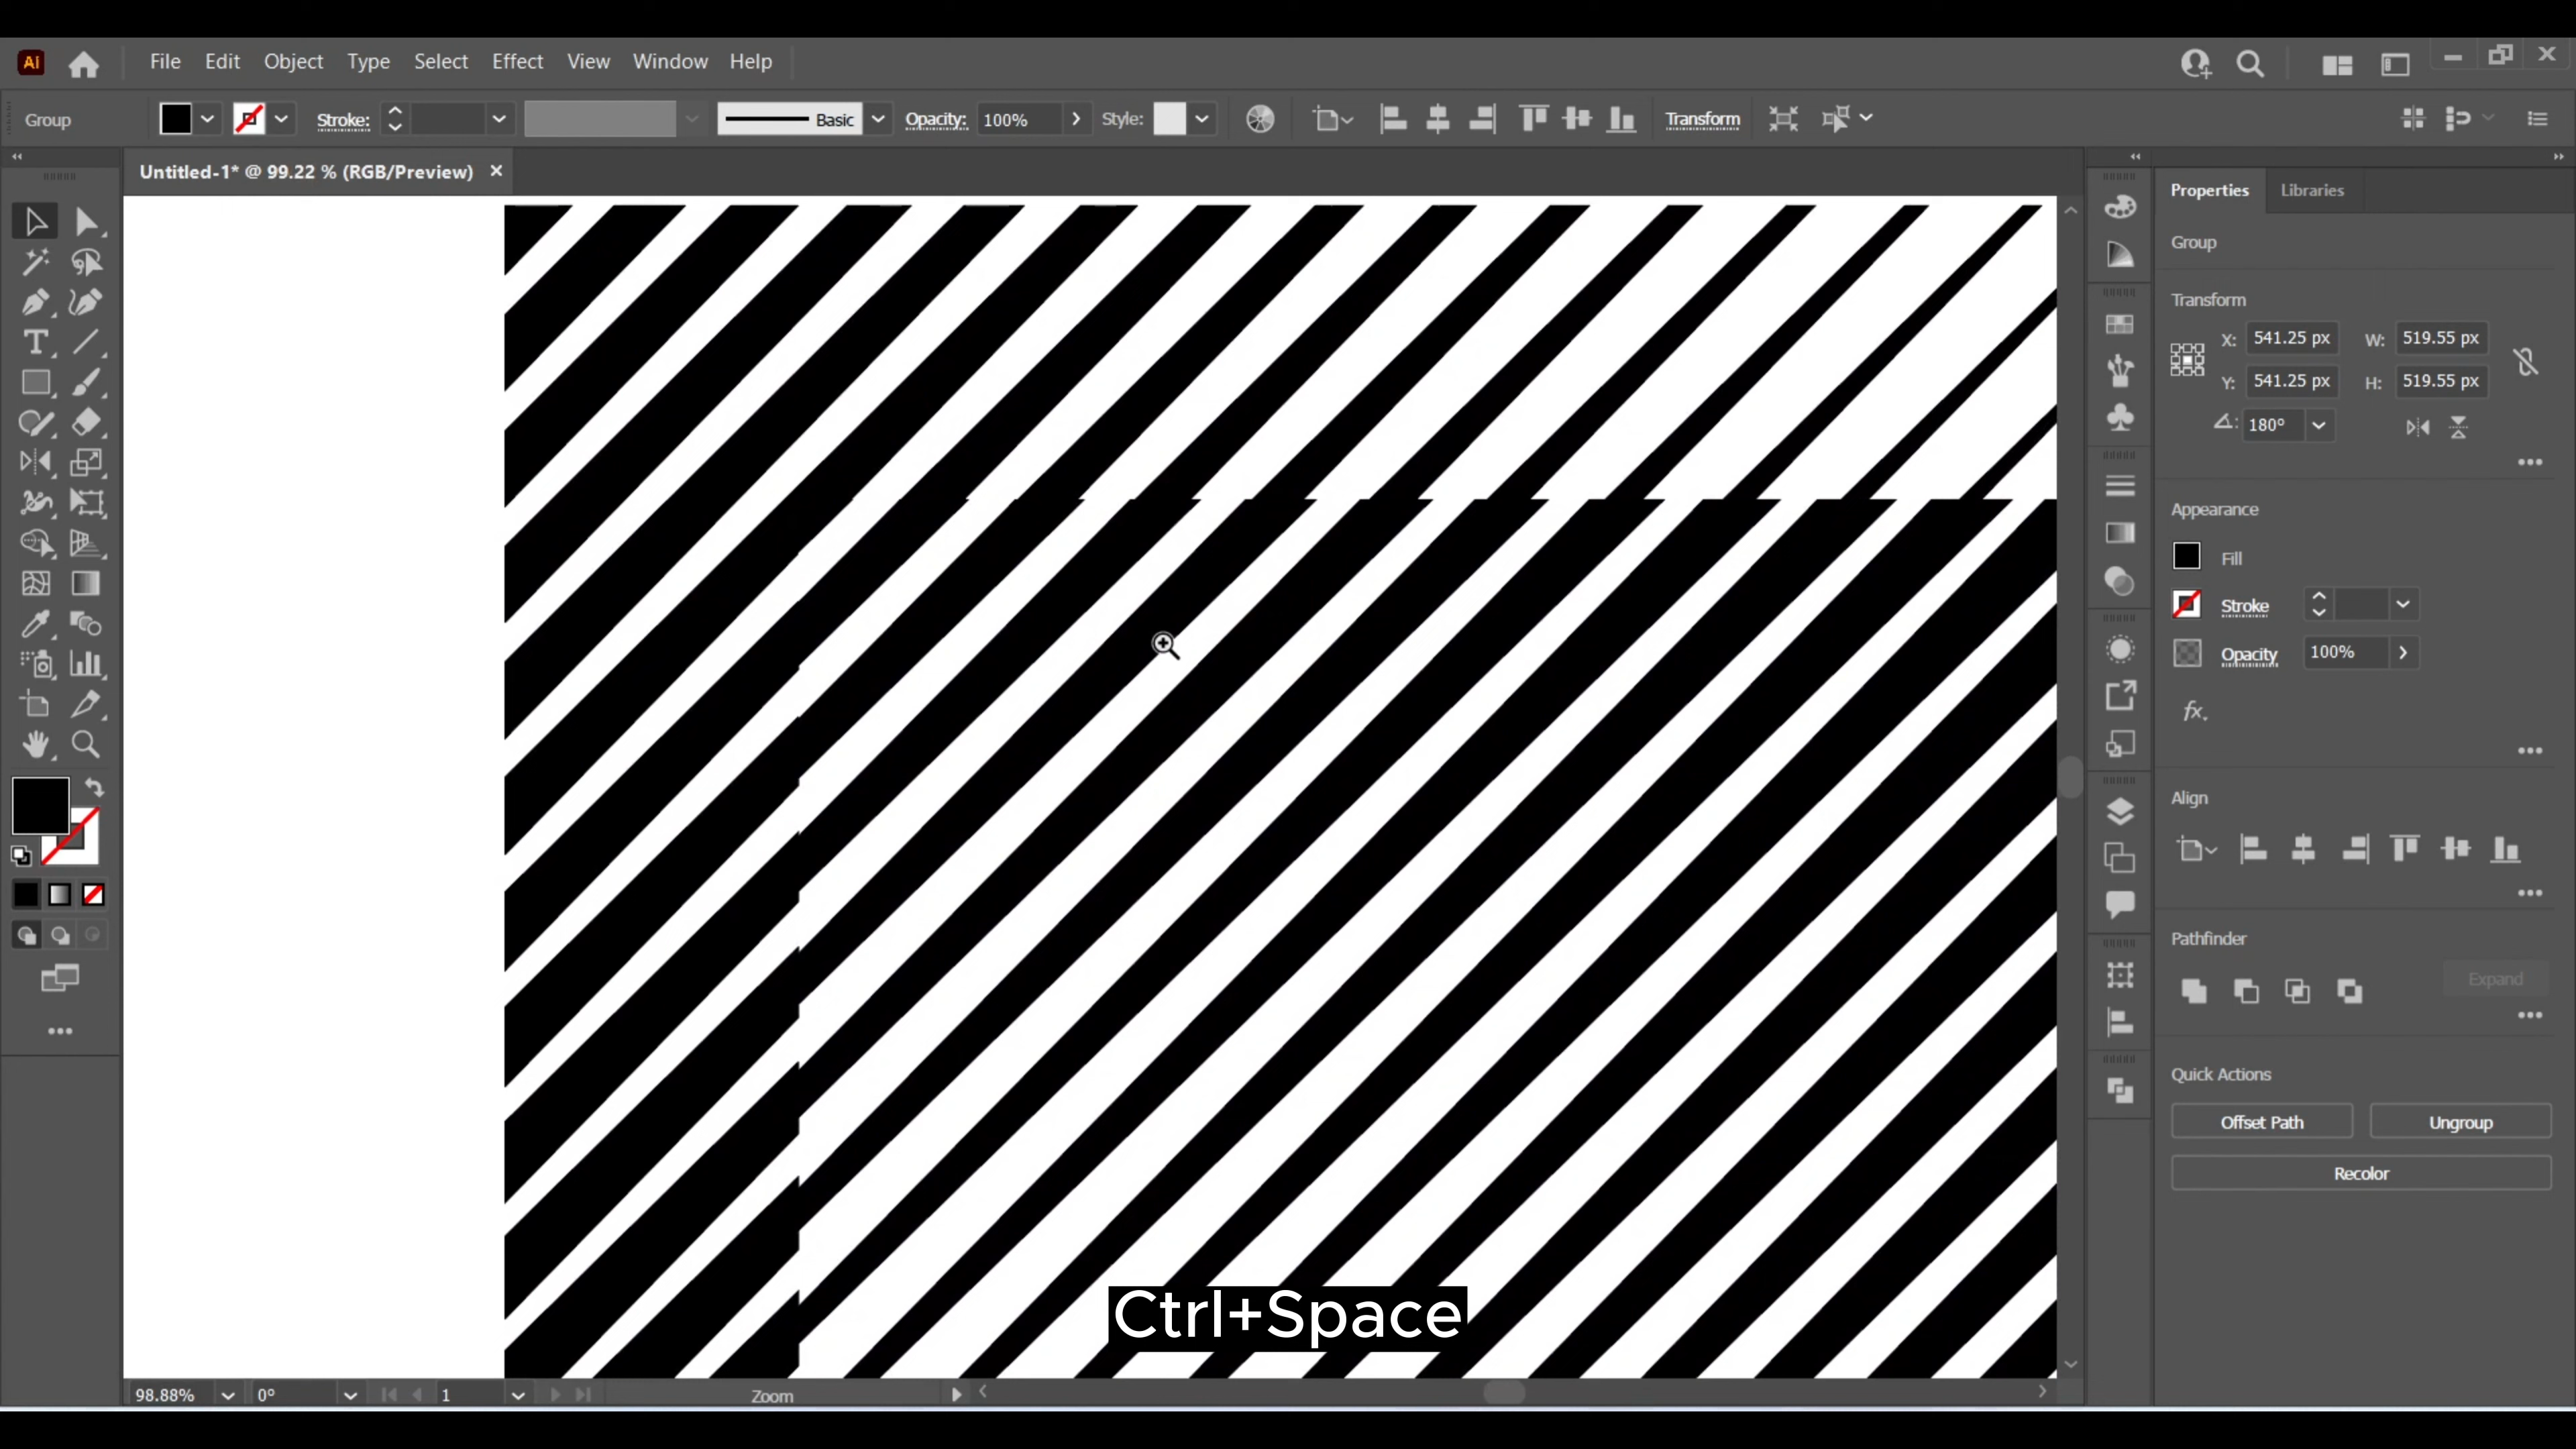 Ai File Edit Object Type Select Effect View Window Help
Group Stroke: Basic Opacity: 100% Style: Transform
Untitled-1* @ 99.22 % (RGB/Preview) ×
Properties Libraries
Group
Transform
X: 541.25 px W: 519.55 px
Y: 541.25 px H: 519.55 px
180°
Appearance
Fill
Stroke
Opacity 100%
fx.
Align
Pathfinder
Expand
Quick Actions
Offset Path Ungroup
Recolor
Ctrl+Space
98.88% 0° 1 Zoom